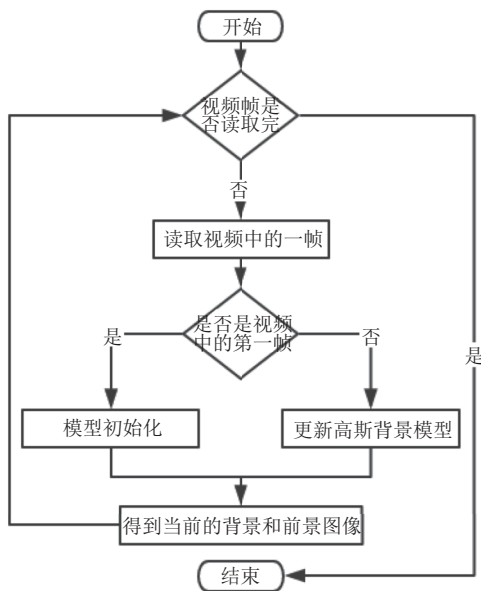 开始
视频帧是
否读取完
否
读取视频中的一帧
是否是视频
中的第一帧
是
否
是
模型初始化
更新高斯背景模型
得到当前的背景和前景图像
结束